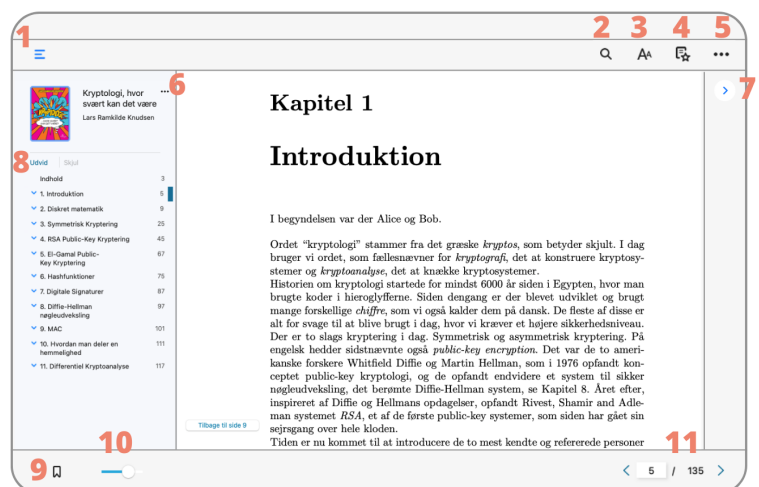 1
2
3
4
5
AA
Kryptologi, hvor
svært kan det være
Lars Ramkilde Knudsen
6
7
8
Udvid
Skjul
Indhold 3
1. Introduktion 5
2. Diskret matematik 9
3. Symmetrisk Kryptering 25
4. RSA Public-Key Kryptering 45
5. El-Gamal Public-
Key Kryptering 67
6. Hashfunktioner 75
7. Digitale Signaturer 87
8. Diffie-Hellman
nøgleudveksling 97
9. MAC 101
10. Hvordan man deler en
hemmelighed 111
11. Differentiel Kryptoanalyse 117
Kapitel 1
Introduktion
I begyndelsen var der Alice og Bob.
Ordet “kryptologi” stammer fra det græske kryptos, som betyder skjult. I dag
bruger vi ordet, som fællesnævner for kryptografi, det at konstruere kryptosy-
stemer og kryptoanalyse, det at knække kryptosystemer.
Historien om kryptologi startede for mindst 6000 år siden i Egypten, hvor man
brugte koder i hieroglyfferne. Siden dengang er der blevet udviklet og brugt
mange forskellige chiffre, som vi også kalder dem på dansk. De fleste af disse er
alt for svage til at blive brugt i dag, hvor vi kræver et højere sikkerhedsniveau.
Der er to slags kryptering i dag. Symmetrisk og asymmetrisk kryptering. På
engelsk hedder sidstnævnte også public-key encryption. Det var de to ameri-
kanske forskere Whitfield Diffie og Martin Hellman, som i 1976 opfandt kon-
ceptet public-key kryptologi, og de opfandt endvidere et system til sikker
nøgleudveksling, det berømte Diffie-Hellman system, se Kapitel 8. Året efter,
inspireret af Diffie og Hellmans opdagelser, opfandt Rivest, Shamir and Adle-
man systemet RSA, et af de første public-key systemer, som siden har gået sin
sejrsgang over hele kloden.
Tiden er nu kommet til at introducere de to mest kendte og refererede personer
Tilbage til side 9
9
10
11
5 / 135